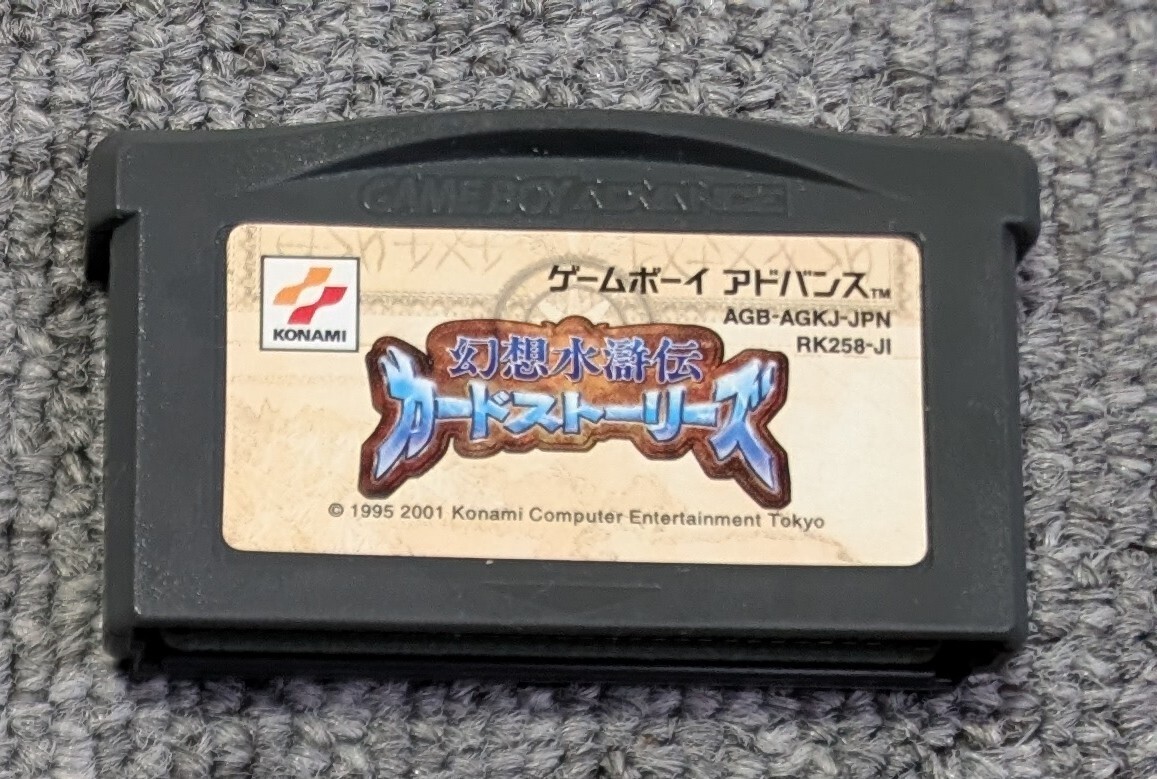 GAME BOY ADVANCE
ゲームボーイ アドバンス™
KONAMI
AGB-AGKJ-JPN
RK258-JI
幻想水滸伝
カードストーリーズ
© 1995 2001 Konami Computer Entertainment Tokyo